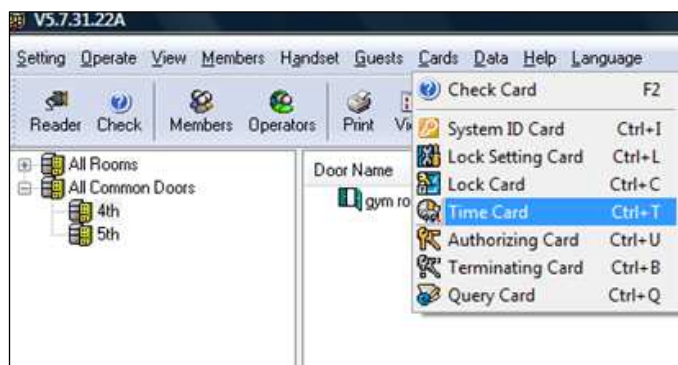 V5.7.31.22A
Setting Operate View Members Handset Guests Cards Data Help Language
Reader Check Members Operators Print
Check Card F2
System ID Card Ctrl+I
Lock Setting Card Ctrl+L
Lock Card Ctrl+C
Time Card Ctrl+T
Authorizing Card Ctrl+U
Terminating Card Ctrl+B
Query Card Ctrl+Q
All Rooms
All Common Doors
4th
5th
Door Name
gym ro